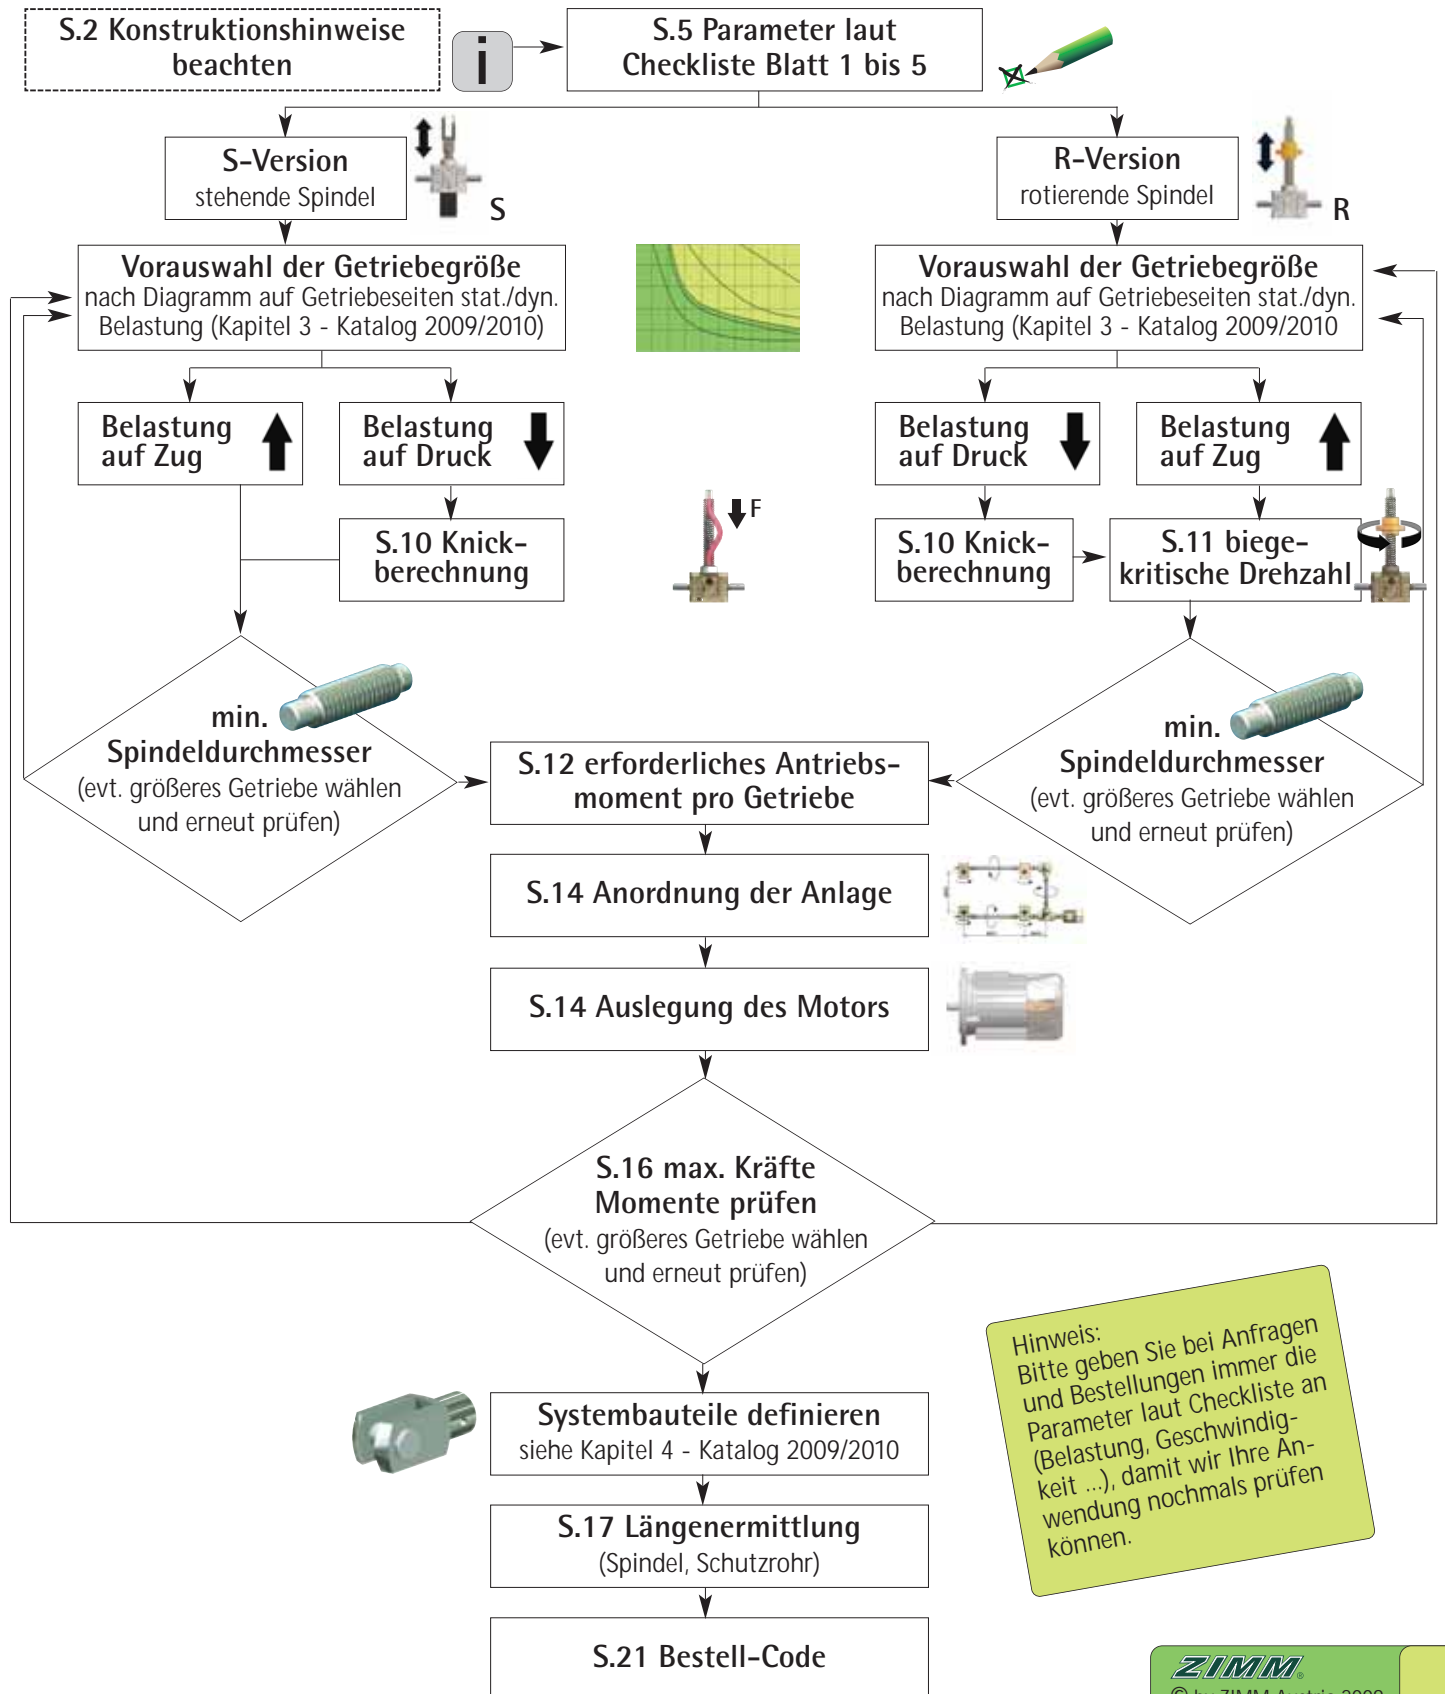 S.2 Konstruktionshinweise
beachten
i
S.5 Parameter laut
Checkliste Blatt 1 bis 5
S-Version
stehende Spindel
S
R-Version
rotierende Spindel
R
Vorauswahl der Getriebegröße
nach Diagramm auf Getriebeseiten stat./dyn.
Belastung (Kapitel 3 - Katalog 2009/2010)
Vorauswahl der Getriebegröße
nach Diagramm auf Getriebeseiten stat./dyn.
Belastung (Kapitel 3 - Katalog 2009/2010
Belastung
auf Zug
Belastung
auf Druck
Belastung
auf Druck
Belastung
auf Zug
S.10 Knick-
berechnung
F
S.10 Knick-
berechnung
S.11 biege-
kritische Drehzahl
min.
Spindeldurchmesser
(evt. größeres Getriebe wählen
und erneut prüfen)
S.12 erforderliches Antriebs-
moment pro Getriebe
min.
Spindeldurchmesser
(evt. größeres Getriebe wählen
und erneut prüfen)
S.14 Anordnung der Anlage
S.14 Auslegung des Motors
S.16 max. Kräfte
Momente prüfen
(evt. größeres Getriebe wählen
und erneut prüfen)
Hinweis:
Bitte geben Sie bei Anfragen
und Bestellungen immer die
Parameter laut Checkliste an
(Belastung, Geschwindig-
keit ...), damit wir Ihre An-
wendung nochmals prüfen
können.
Systembauteile definieren
siehe Kapitel 4 - Katalog 2009/2010
S.17 Längenermittlung
(Spindel, Schutzrohr)
S.21 Bestell-Code
ZIMM®
© by ZIMM Austria 2009